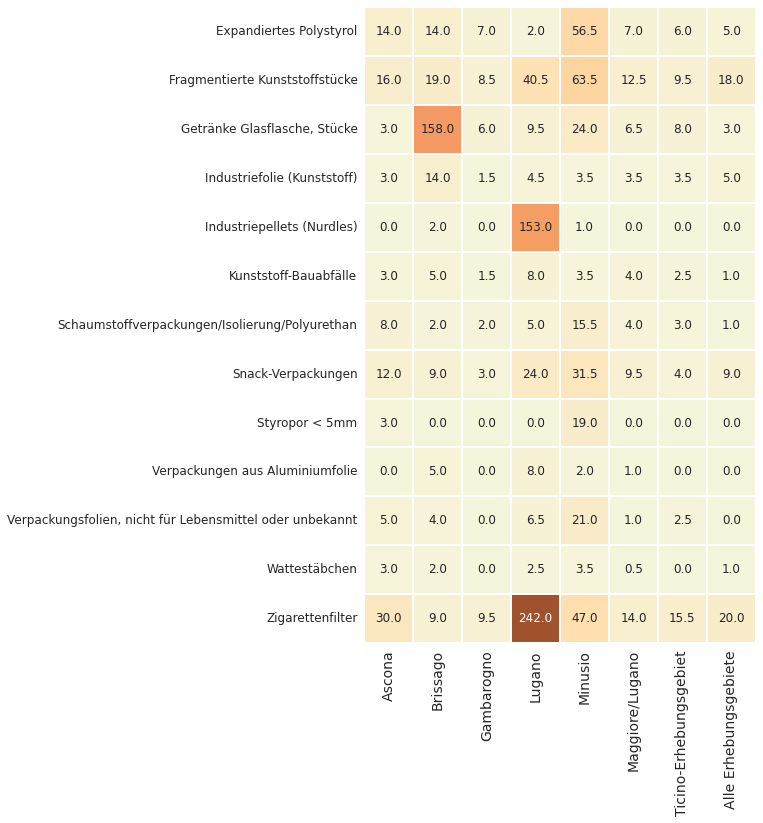 Expandiertes Polystyrol 14.0 14.0 7.0 2.0 56.5 7.0 6.0 5.0
Fragmentierte Kunststoffstücke 16.0 19.0 8.5 40.5 63.5 12.5 9.5 18.0
Getränke Glasflasche, Stücke 3.0 158.0 6.0 9.5 24.0 6.5 8.0 3.0
Industriefolie (Kunststoff) 3.0 14.0 1.5 4.5 3.5 3.5 3.5 5.0
Industriepellets (Nurdles) 0.0 2.0 0.0 153.0 1.0 0.0 0.0 0.0
Kunststoff-Bauabfälle 3.0 5.0 1.5 8.0 3.5 4.0 2.5 1.0
Schaumstoffverpackungen/Isolierung/Polyurethan 8.0 2.0 2.0 5.0 15.5 4.0 3.0 1.0
Snack-Verpackungen 12.0 9.0 3.0 24.0 31.5 9.5 4.0 9.0
Styropor < 5mm 3.0 0.0 0.0 0.0 19.0 0.0 0.0 0.0
Verpackungen aus Aluminiumfolie 0.0 5.0 0.0 8.0 2.0 1.0 0.0 0.0
Verpackungsfolien, nicht für Lebensmittel oder unbekannt 5.0 4.0 0.0 6.5 21.0 1.0 2.5 0.0
Wattestäbchen 3.0 2.0 0.0 2.5 3.5 0.5 0.0 1.0
Zigarettenfilter 30.0 9.0 9.5 242.0 47.0 14.0 15.5 20.0
Ascona
Brissago
Gambarogno
Lugano
Minusio
Maggiore/Lugano
Ticino-Erhebungsgebiet
Alle Erhebungsgebiete